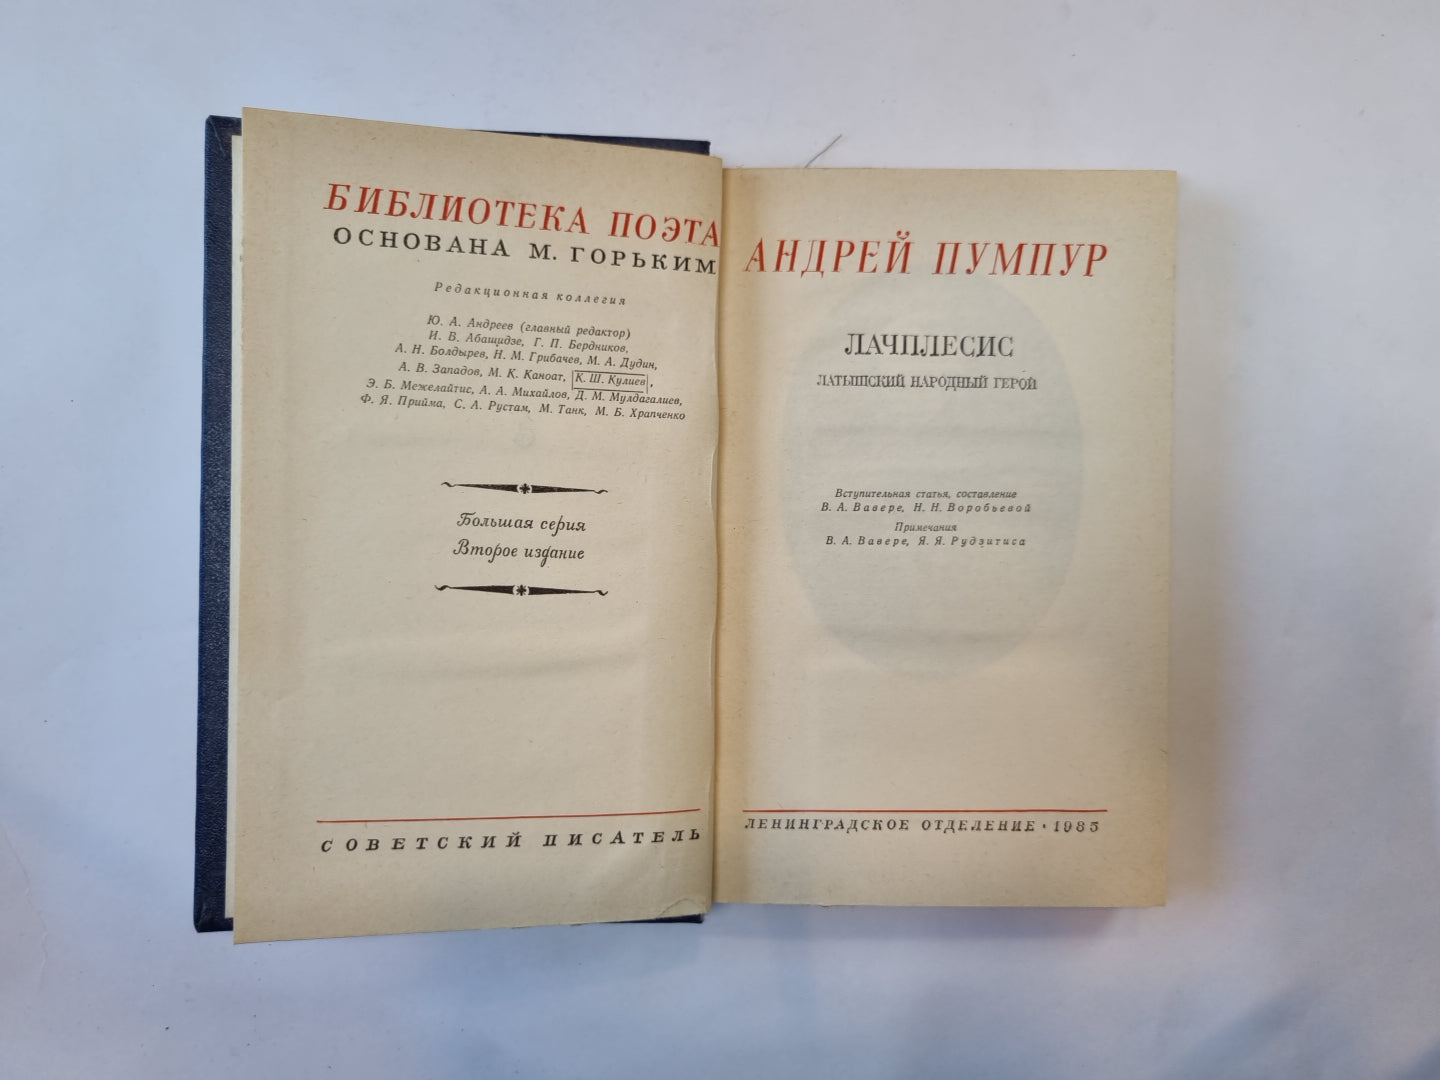 БИБЛИОТЕКА ПОЭТА
ОСНОВАНА М. ГОРЬКИМ
Редакционная коллегия
Ю. А. Андреев (главный редактор)
И. В. Абашидзе, Г. П. Бердников,
А. Н. Болдырев, Н. М. Грибачев, М. А. Дудин,
А. В. Западов, М. К. Каноат, К. Ш. Кулиев,
Э. Б. Межелайтис, А. А. Михайлов, Д. М. Мулдагалиев,
Ф. Я. Прийма, С. А. Рустам, М. Танк, М. Б. Храпченко
Большая серия
Второе издание
СОВЕТСКИЙ ПИСАТЕЛЬ
АНДРЕЙ ПУМПУР
ЛАЧПЛЕСИС
ЛАТЫШСКИЙ НАРОДНЫЙ ГЕРОЙ
Вступительная статья, составление
В. А. Вавере, Н. Н. Воробьевой
Примечания
В. А. Вавере, Я. Я. Рудзитиса
ЛЕНИНГРАДСКОЕ ОТДЕЛЕНИЕ · 1985